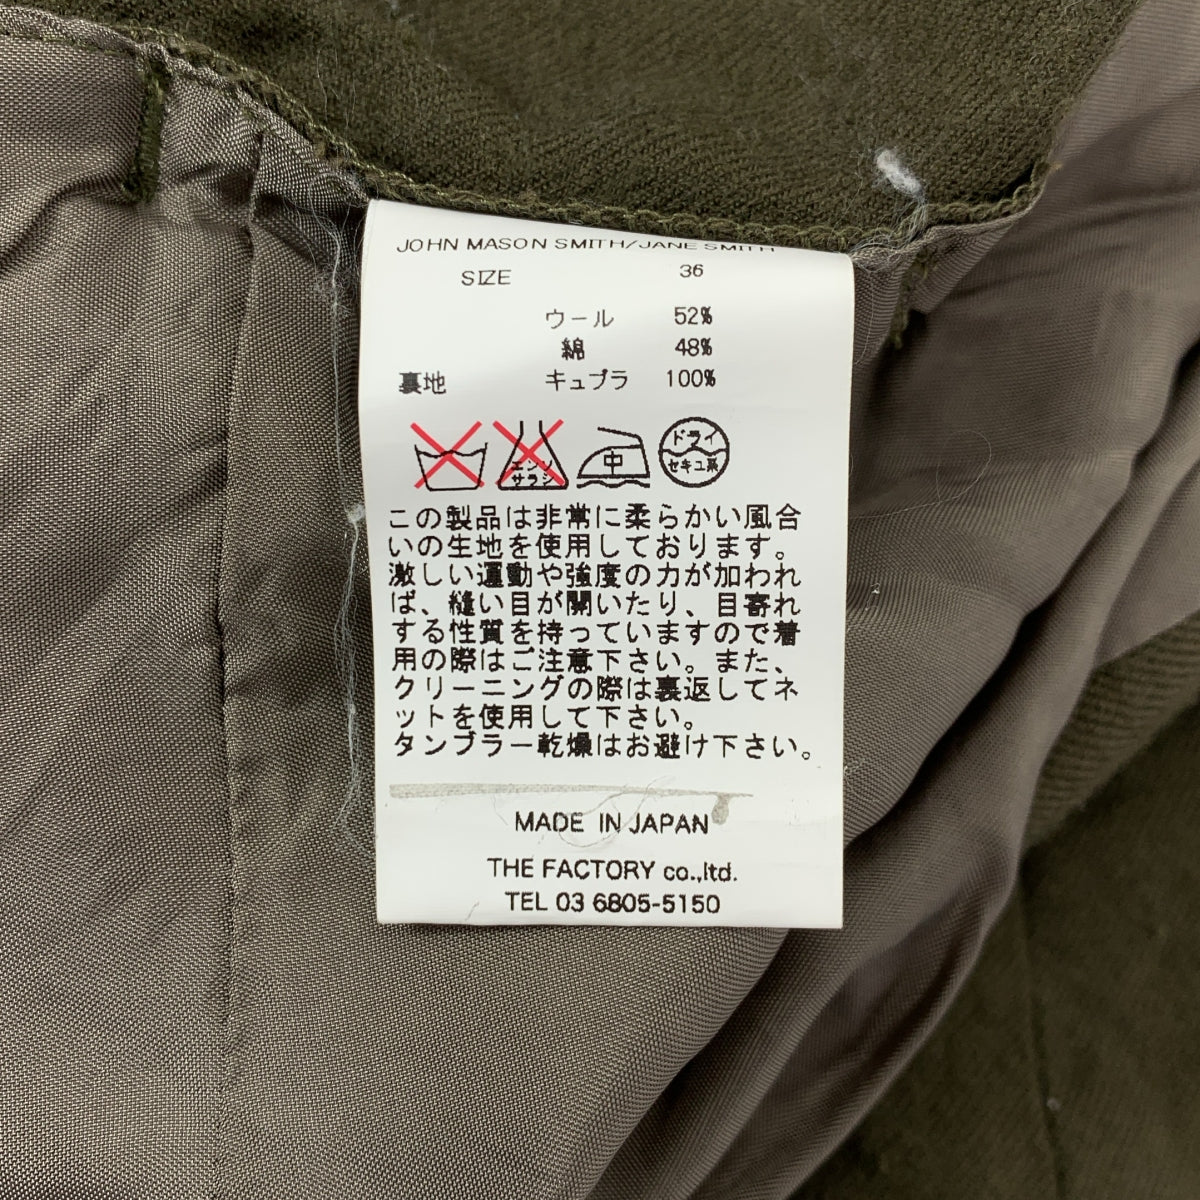 JOHN MASON SMITH/JANE SMITH
SIZE 36
ウール 52%
綿 48%
裏地 キュプラ 100%
エンソサラシ
中
ドライ
セキユ系
この製品は非常に柔らかい風合
いの生地を使用しております。
激しい運動や強度の力が加われ
ば、縫い目が開いたり、目寄れ
する性質を持っていますので着
用の際はご注意下さい。また、
クリーニングの際は裏返してネ
ットを使用して下さい。
タンブラー乾燥はお避け下さい。
MADE IN JAPAN
THE FACTORY co.,ltd.
TEL 03 6805-5150